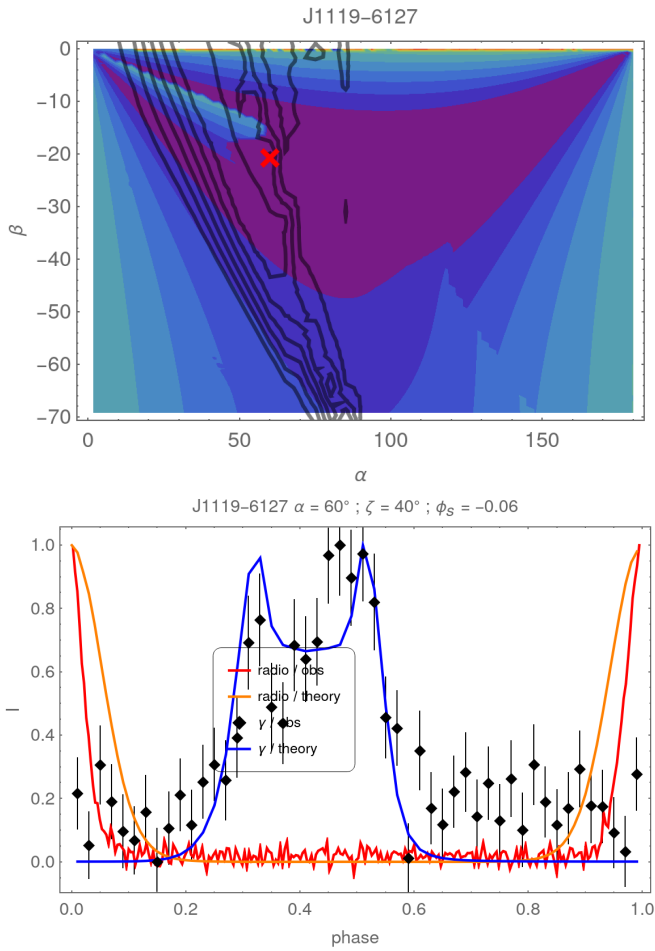 J1119−6127
0
−10
−20
−30
−40
−50
−60
−70
β
0 50 100 150
α
J1119−6127 α = 60° ; ζ = 40° ; ϕs = −0.06
1.0
0.8
0.6
0.4
0.2
0.0
I
radio / obs
radio / theory
γ / obs
γ / theory
0.0 0.2 0.4 0.6 0.8 1.0
phase